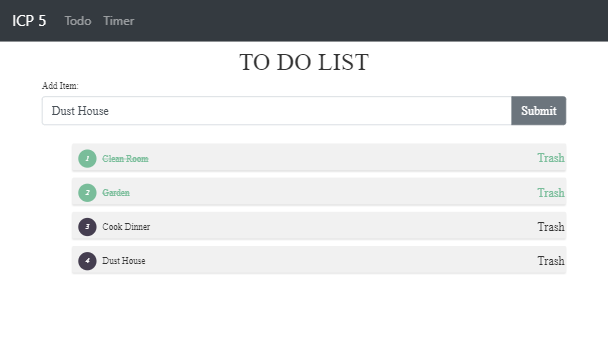 ICP 5 Todo Timer
TO DO LIST
Add Item:
Dust House Submit
1 Clean Room Trash
2 Garden Trash
3 Cook Dinner Trash
4 Dust House Trash